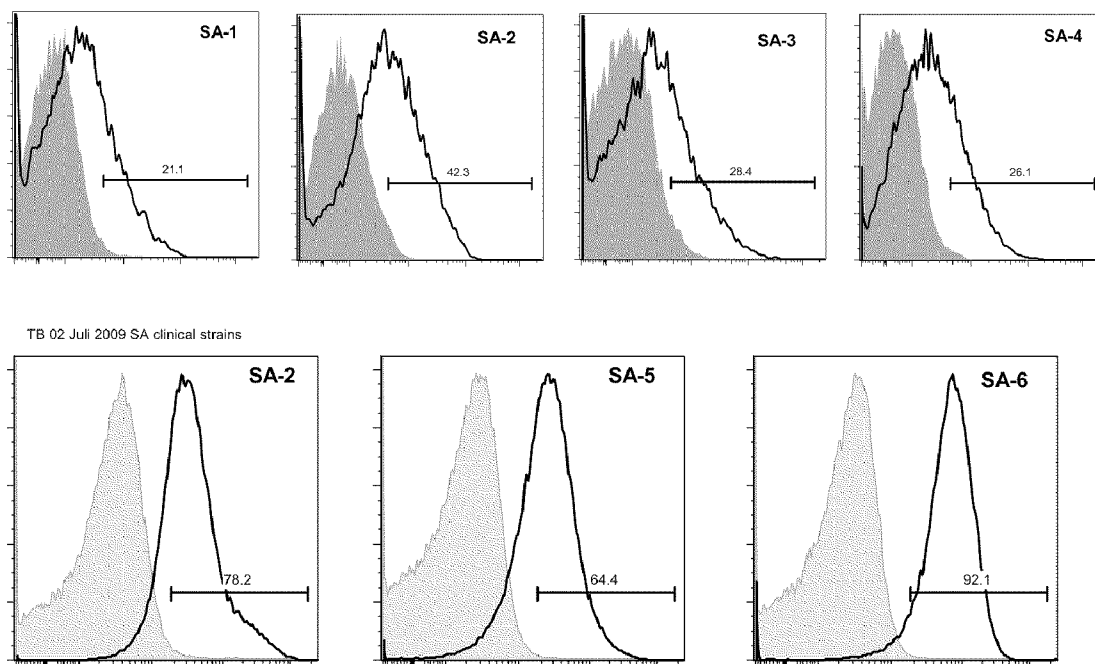 SA-1
21.1
SA-2
42.3
SA-3
28.4
SA-4
26.1
TB 02 Juli 2009 SA clinical strains
SA-2
78.2
SA-5
64.4
SA-6
92.1